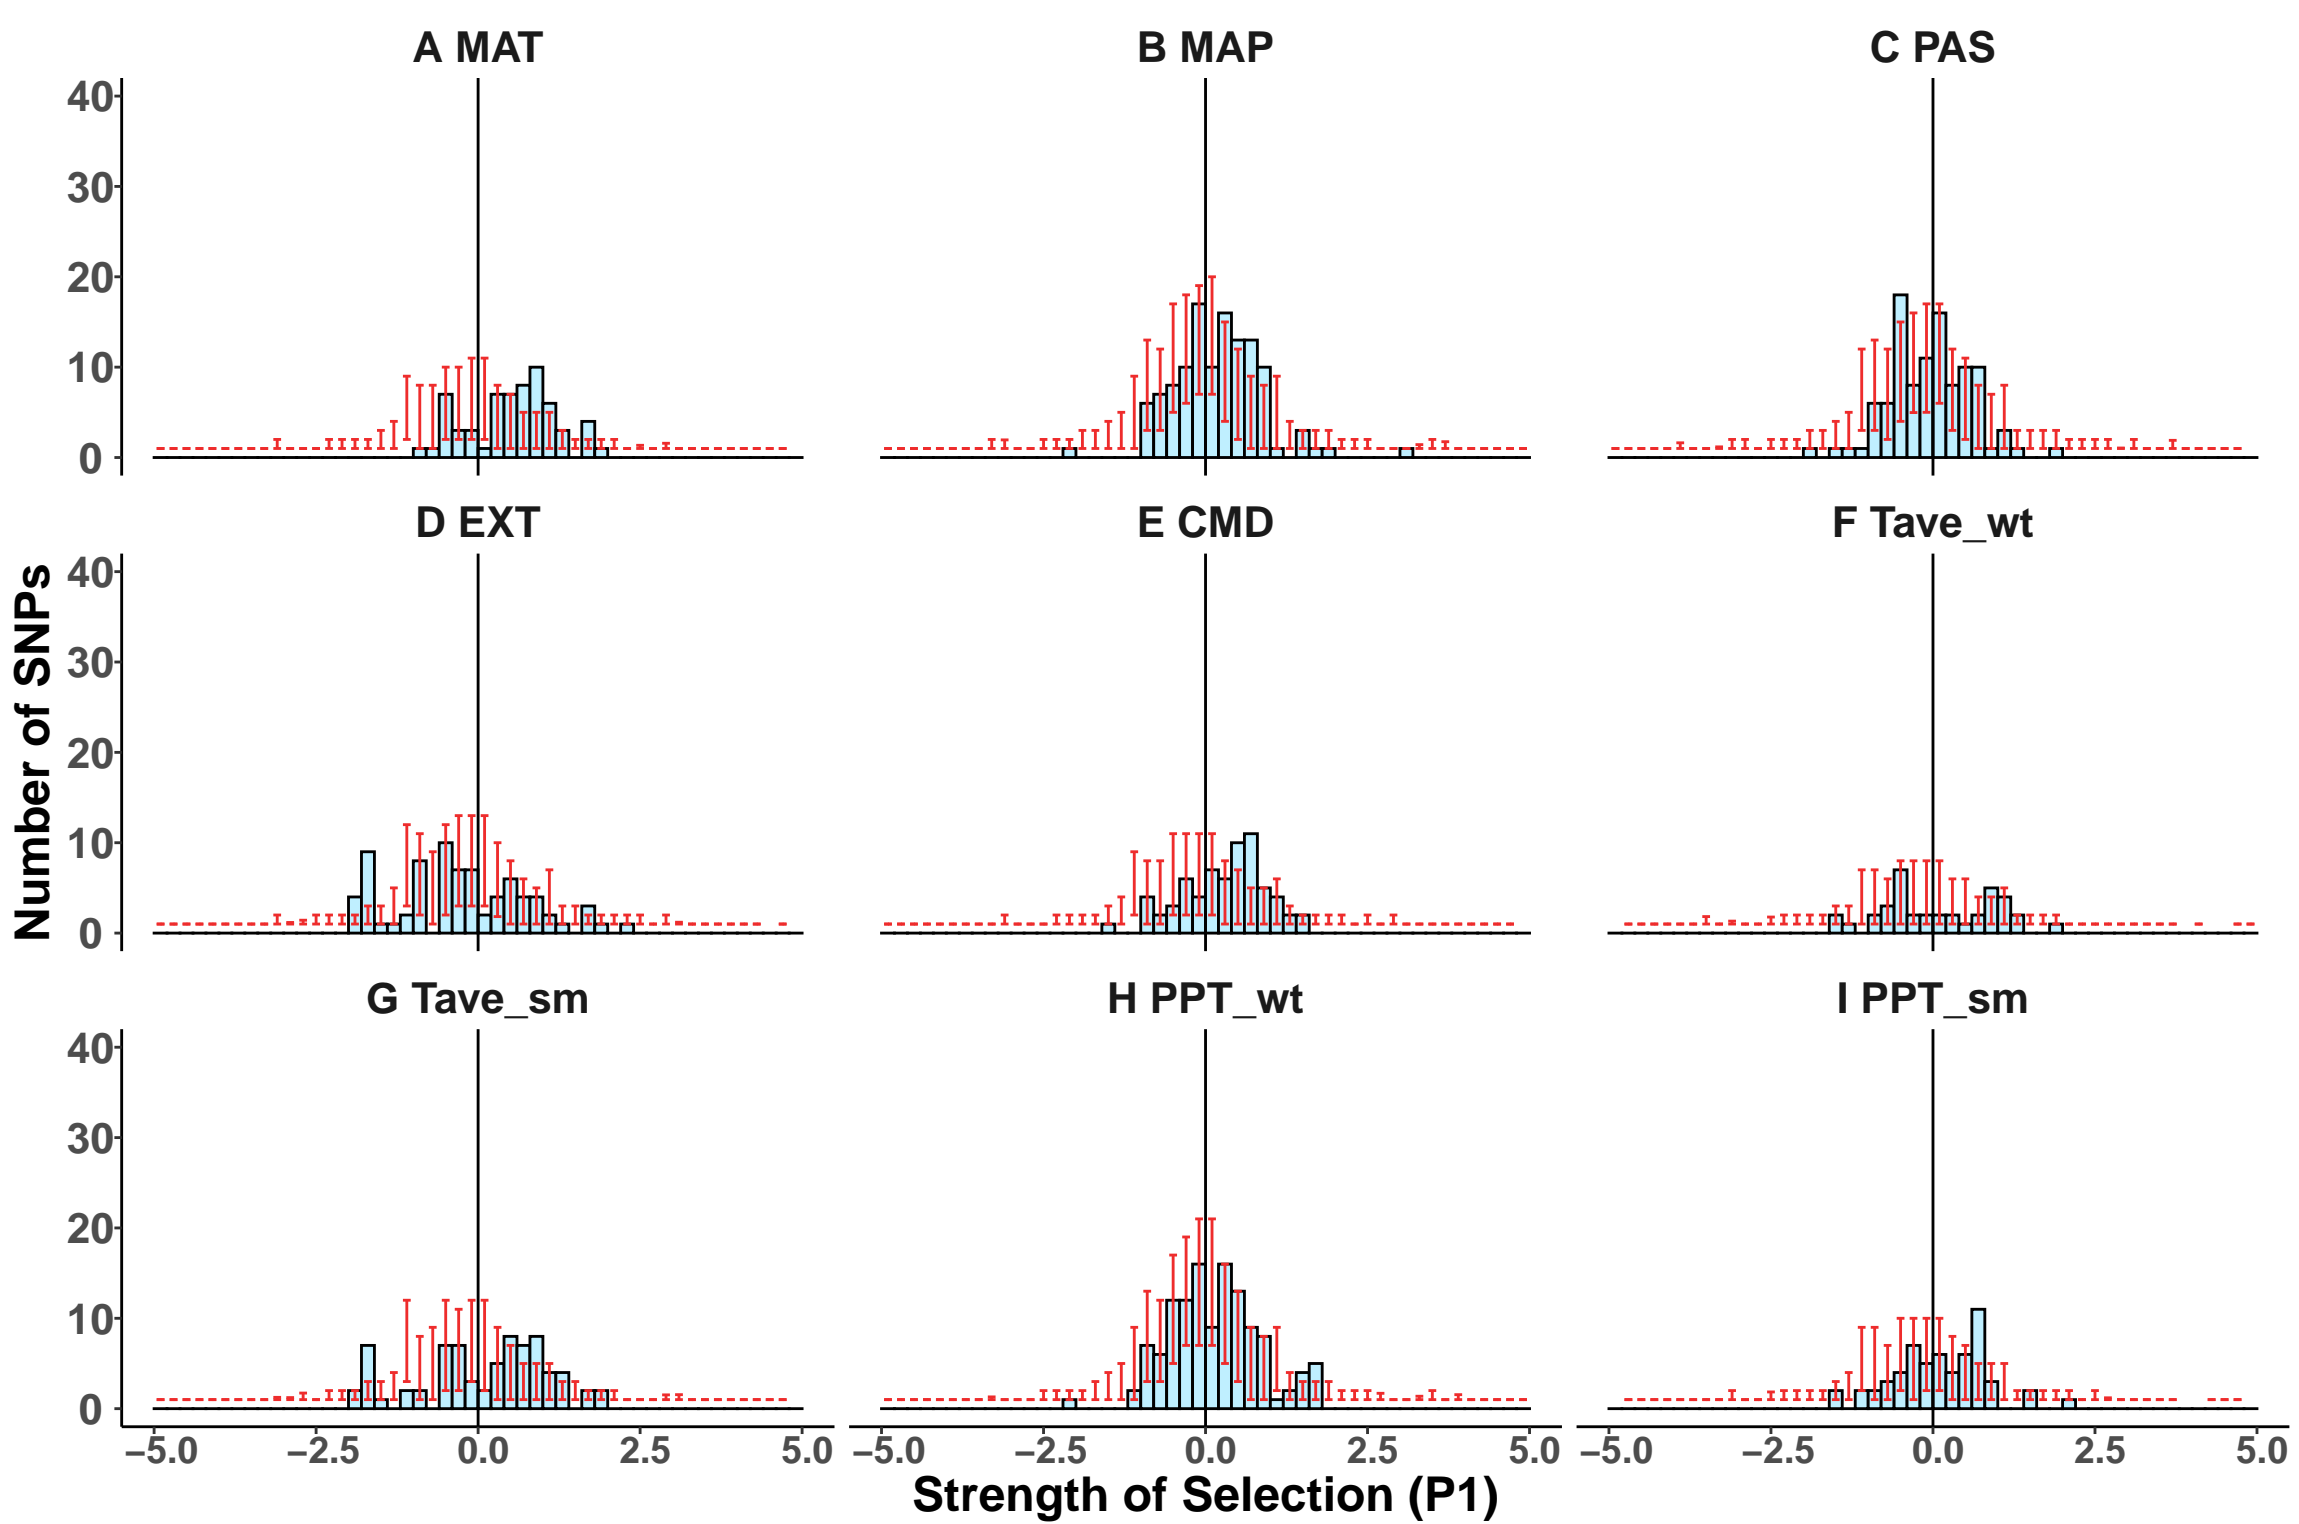 A MAT
B MAP
C PAS
40
30
20
10
0
D EXT
E CMD
F Tave_wt
Number of SNPs
40
30
20
10
0
G Tave_sm
H PPT_wt
I PPT_sm
40
30
20
10
0
−5.0 −2.5 0.0 2.5 5.0
−5.0 −2.5 0.0 2.5 5.0
−5.0 −2.5 0.0 2.5 5.0
Strength of Selection (P1)